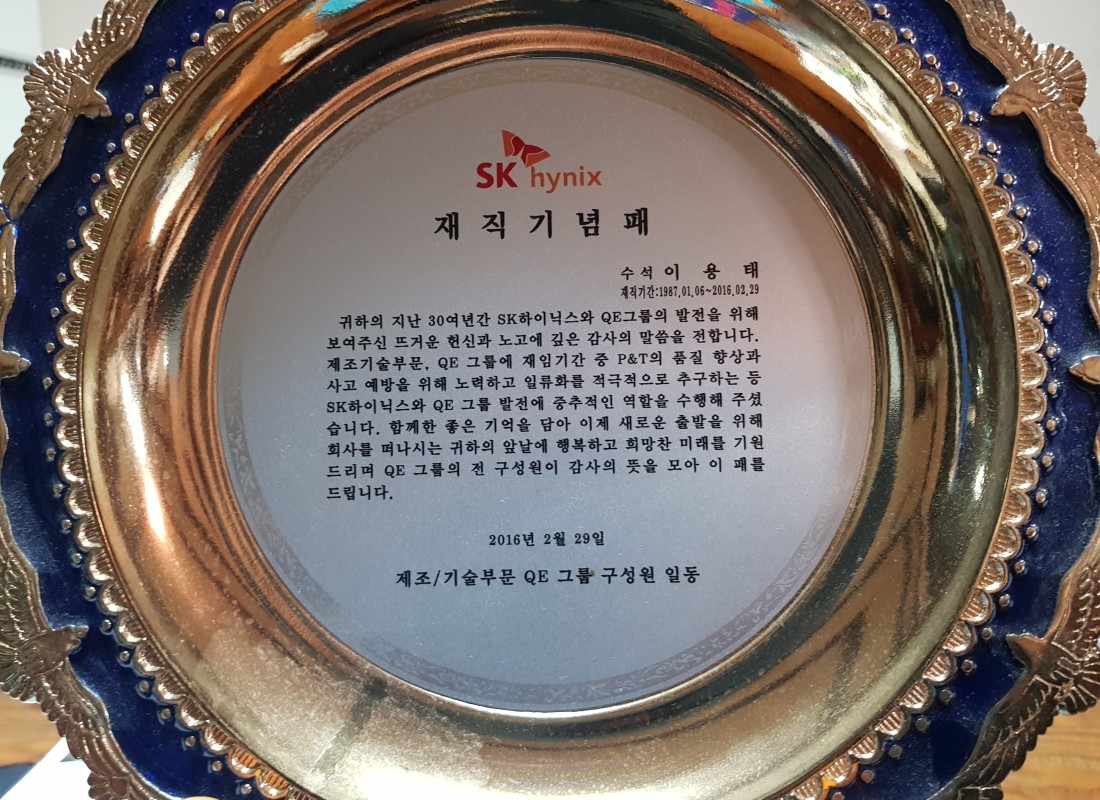 SK hynix
재직기념패
수석 이 용 태
재직기간:1987.01.06~2016.02.29
귀하의 지난 30여년간 SK하이닉스와 QE그룹의 발전을 위해
보여주신 뜨거운 헌신과 노고에 깊은 감사의 말씀을 전합니다.
제조기술부문, QE 그룹에 재임기간 중 P&T의 품질 향상과
사고 예방을 위해 노력하고 일류화를 적극적으로 추구하는 등
SK하이닉스와 QE 그룹 발전에 중추적인 역할을 수행해 주셨
습니다. 함께한 좋은 기억을 담아 이제 새로운 출발을 위해
회사를 떠나시는 귀하의 앞날에 행복하고 희망찬 미래를 기원
드리며 QE 그룹의 전 구성원이 감사의 뜻을 모아 이 패를
드립니다.
2016년 2월 29일
제조/기술부문 QE 그룹 구성원 일동